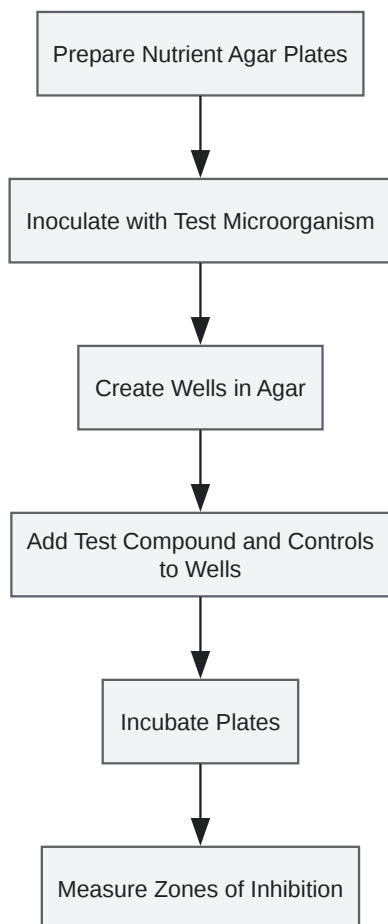 Prepare Nutrient Agar Plates
Inoculate with Test Microorganism
Create Wells in Agar
Add Test Compound and Controls
to Wells
Incubate Plates
Measure Zones of Inhibition